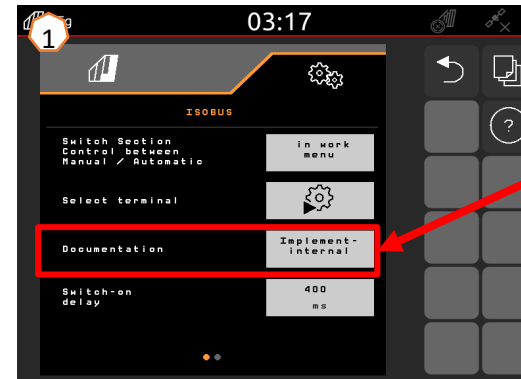 03:17
1
ISOBUS
Switch Section
Control between
Manual / Automatic
in work
menu
Select terminal
Documentation
Implement-
internal
Switch-on
delay
400
ms
?